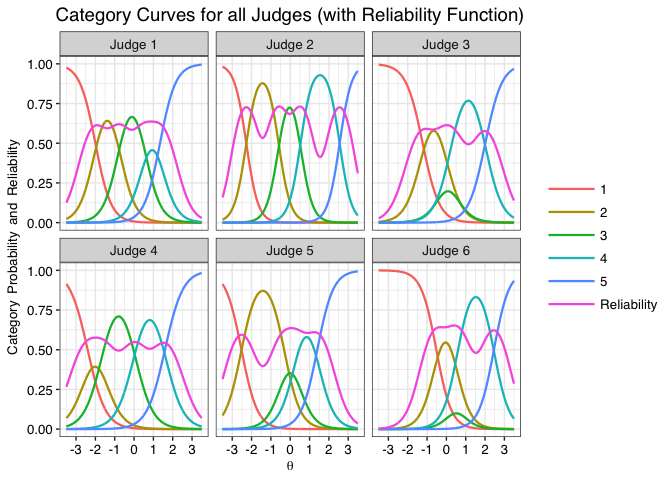 Category Curves for all Judges (with Reliability Function)
Judge 1 Judge 2 Judge 3
1.00
0.75
0.50
0.25
0.00
Judge 4 Judge 5 Judge 6
1.00
0.75
0.50
0.25
0.00
-3 -2 -1 0 1 2 3 -3 -2 -1 0 1 2 3 -3 -2 -1 0 1 2 3
θ
Category Probability and Reliability
1
2
3
4
5
Reliability